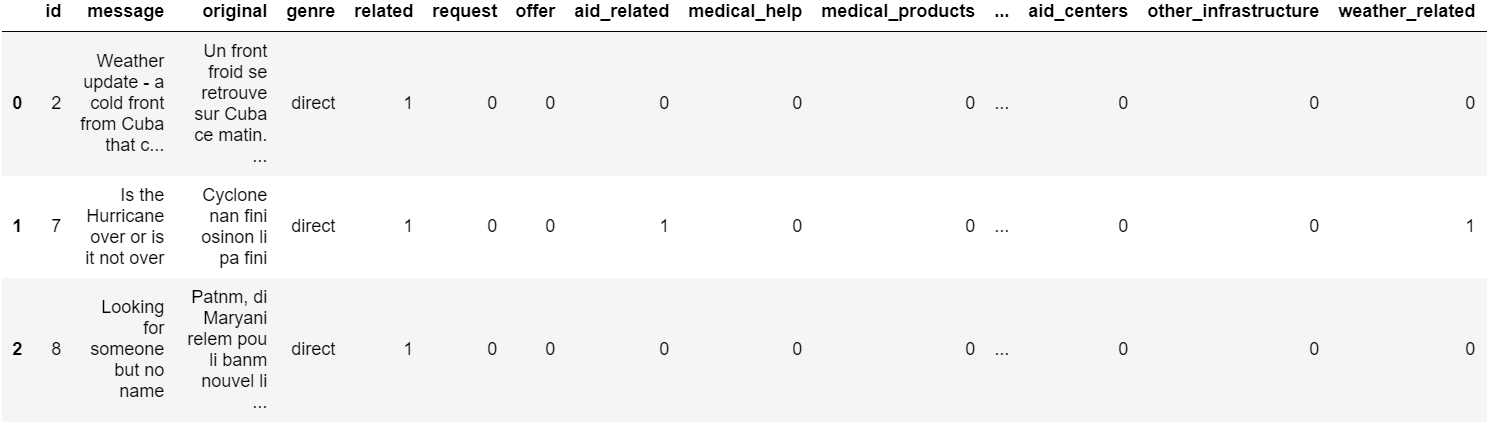 id message original genre related request offer aid_related medical_help medical_products ... aid_centers other_infrastructure weather_related
0 2 Weather update - a cold front from Cuba that c... Un front froid se retrouve sur Cuba ce matin. ... direct 1 0 0 0 0 0 ... 0 0 0
1 7 Is the Hurricane over or is it not over Cyclone nan fini osinon li pa fini direct 1 0 0 1 0 0 ... 0 0 1
2 8 Looking for someone but no name Patnm, di Maryani relem pou li banm nouvel li ... direct 1 0 0 0 0 0 ... 0 0 0